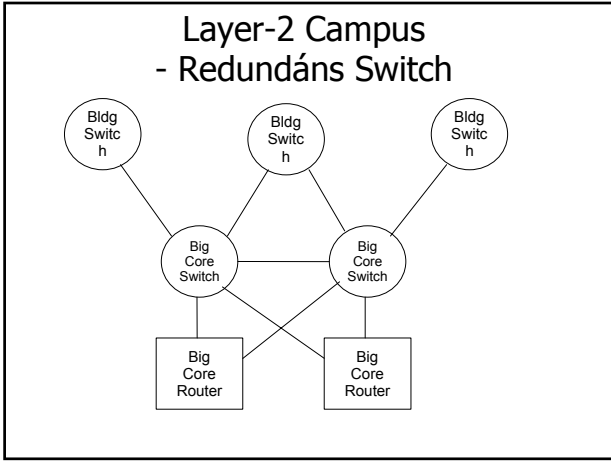 Layer-2 Campus
- Redundáns Switch
Bldg
Switc
h
Bldg
Switc
h
Bldg
Switc
h
Big
Core
Switch
Big
Core
Switch
Big
Core
Router
Big
Core
Router